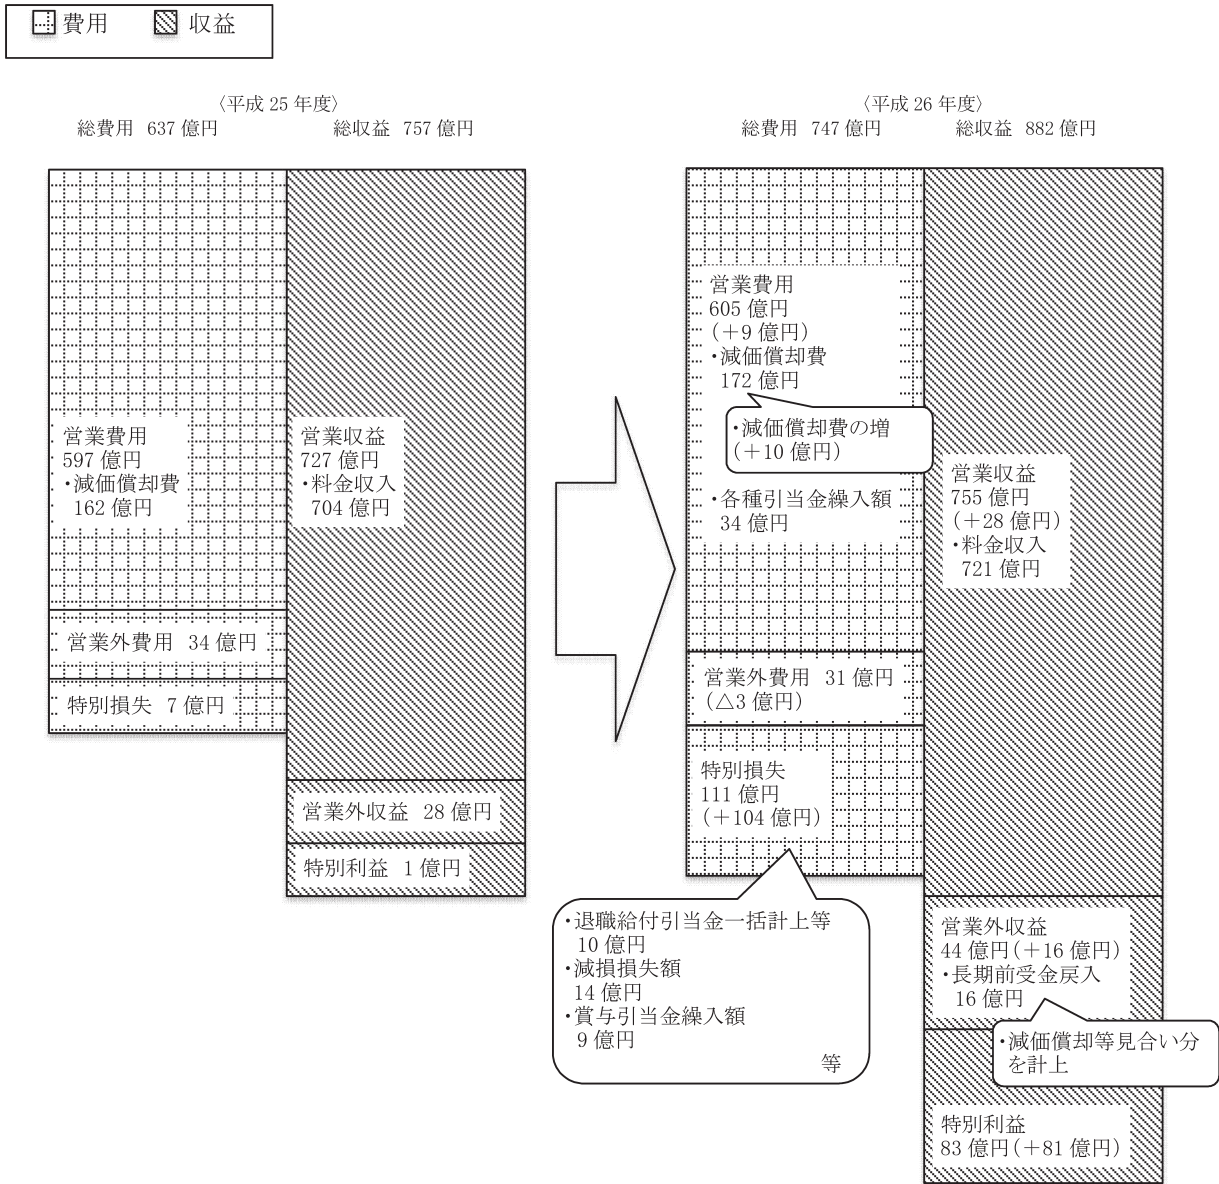 費用 収益
〈平成 25 年度〉
総費用 637 億円 総収益 757 億円
営業費用
597 億円
・減価償却費
162 億円
営業外費用 34 億円
特別損失 7 億円
営業収益
727 億円
・料金収入
704 億円
営業外収益 28 億円
特別利益 1 億円
〈平成 26 年度〉
総費用 747 億円 総収益 882 億円
営業費用
605 億円
(+9 億円)
・減価償却費
172 億円
・減価償却費の増
(+10 億円)
・各種引当金繰入額
34 億円
営業外費用 31 億円
(△3 億円)
特別損失
111 億円
(+104 億円)
・退職給付引当金一括計上等
10 億円
・減損損失額
14 億円
・賞与引当金繰入額
9 億円
等
営業収益
755 億円
(+28 億円)
・料金収入
721 億円
営業外収益
44 億円(+16 億円)
・長期前受金戻入
16 億円
・減価償却等見合い分
を計上
特別利益
83 億円(+81 億円)